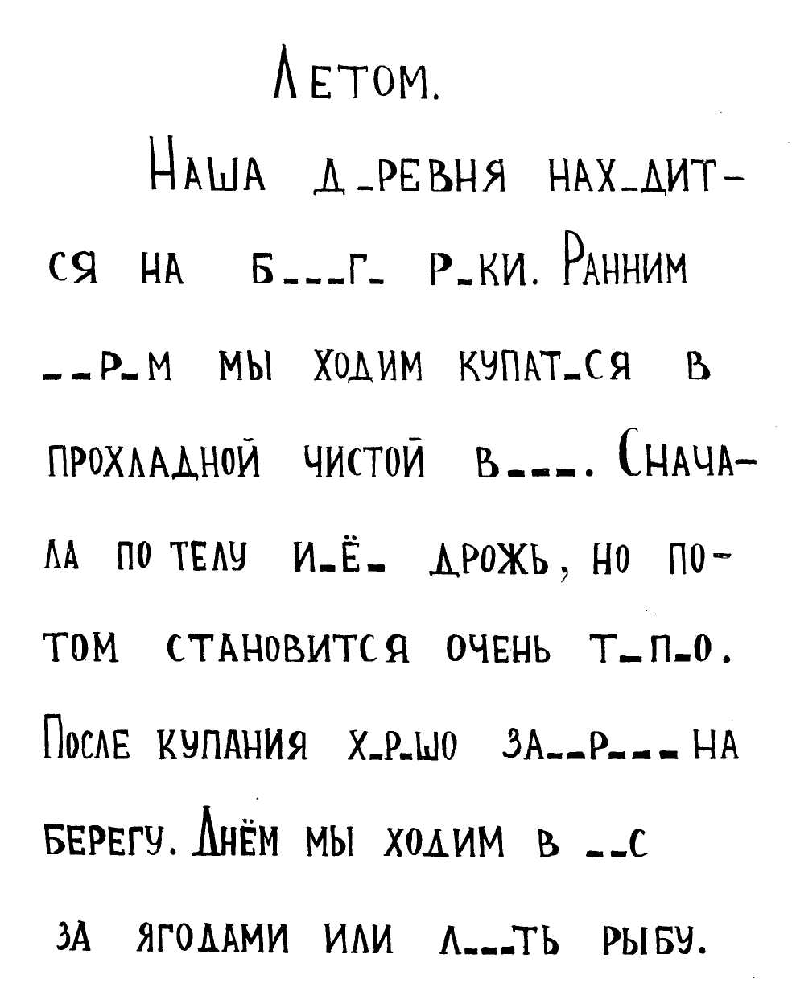 Летом.
Наша д_ревня нах_дит-
ся на б___г_ р_ки. Ранним
__р_м мы ходим купат_ся в
прохладной чистой в___. Снача-
ла по телу и_ё_ дрожь, но по-
том становится очень т_п_о.
После купания х_р_шо за__р___ на
берегу. Днём мы ходим в __с
за ягодами или л___ть рыбу.